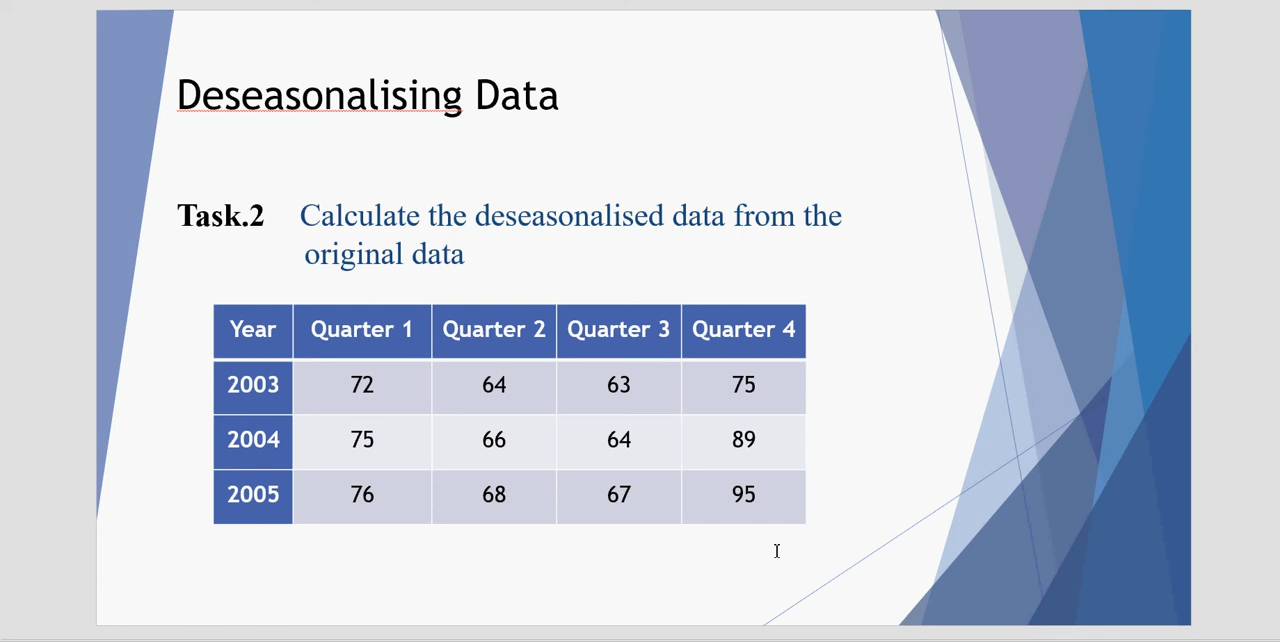 Deseasonalising Data
Task.2 Calculate the deseasonalised data from the
original data
Year Quarter 1 Quarter 2 Quarter 3 Quarter 4
2003 72 64 63 75
2004 75 66 64 89
2005 76 68 67 95